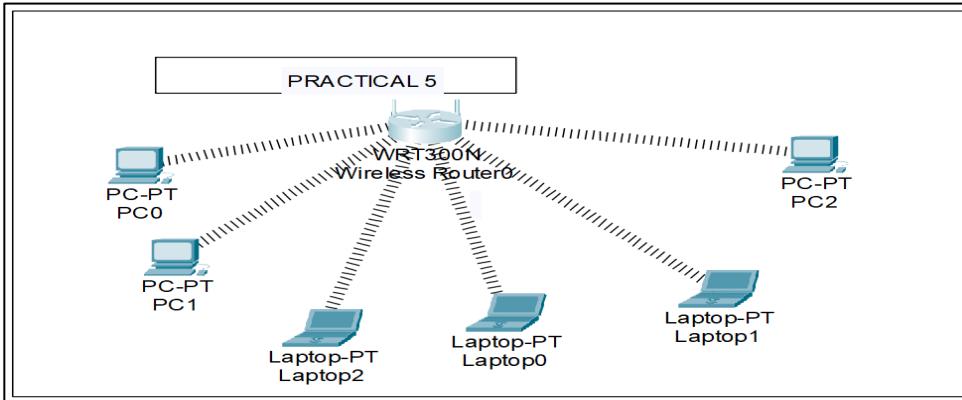 PRACTICAL 5
WRT300N
Wireless Router0
PC-PT
PC0
PC-PT
PC2
PC-PT
PC1
Laptop-PT
Laptop2
Laptop-PT
Laptop0
Laptop-PT
Laptop1